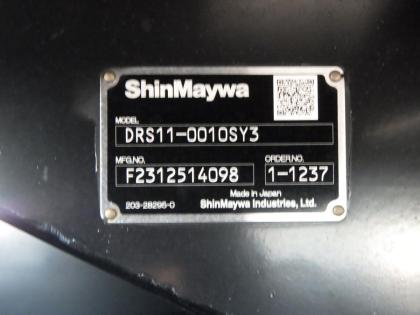 ShinMaywa
MODEL
DRS11-0010SY3
MFG.NO. ORDER.NO.
F2312514098 1-1237
Made in Japan
203-28295-0 ShinMaywa Industries, Ltd.